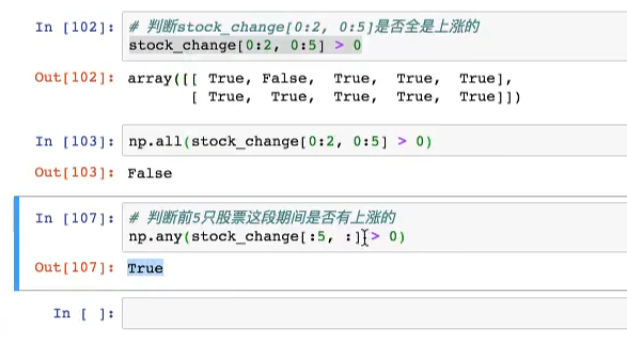 In [102]: # 判断stock_change[0:2, 0:5]是否全是上涨的
stock_change[0:2, 0:5] > 0
Out[102]: array([[ True, False,  True,  True,  True],
[ True,  True,  True,  True,  True]])
In [103]: np.all(stock_change[0:2, 0:5] > 0)
Out[103]: False
In [107]: # 判断前5只股票这段期间是否有上涨的
np.any(stock_change[:5, :] > 0)
Out[107]: True
In [ ]: